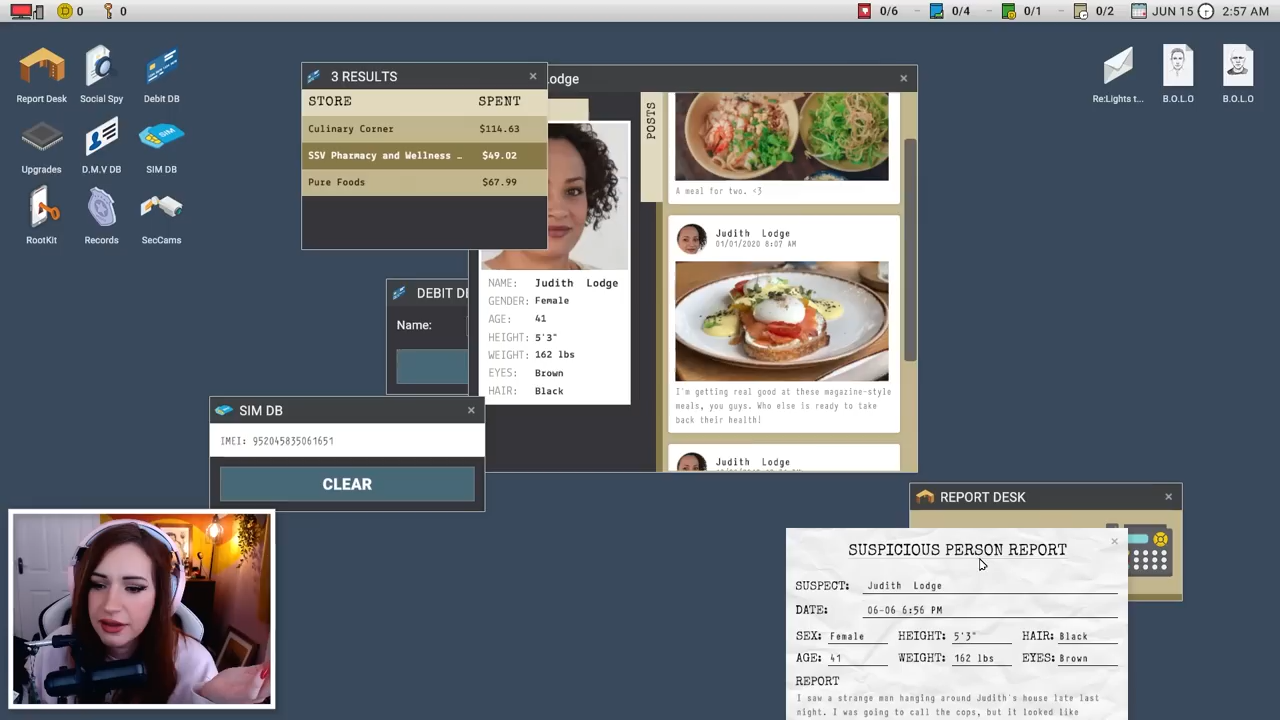 0
0
0/6
0/4
0/1
0/2
JUN 15
2:57 AM
Report Desk
Social Spy
Debit DB
Upgrades
D.M.V DB
SIM DB
SIM
RootKit
Records
SecCams
Re:Lights t...
B.O.L.O
B.O.L.O
3 RESULTS
STORE SPENT
Culinary Corner $114.63
SSV Pharmacy and Wellness … $49.02
Pure Foods $67.99
Lodge
POSTS
A meal for two. <3
Judith Lodge
01/01/2020 8:07 AM
I'm getting real good at these magazine-style
meals, you guys. Who else is ready to take
back their health!
Judith Lodge
NAME: Judith Lodge
GENDER: Female
AGE: 41
HEIGHT: 5'3"
WEIGHT: 162 lbs
EYES: Brown
HAIR: Black
DEBIT
Name:
SIM DB
IMEI: 952045835061651
CLEAR
REPORT DESK
SUSPICIOUS PERSON REPORT
SUSPECT: Judith Lodge
DATE: 06-06 6:56 PM
SEX: Female HEIGHT: 5'3" HAIR: Black
AGE: 41 WEIGHT: 162 lbs EYES: Brown
REPORT
I saw a strange man hanging around Judith's house late last
night. I was going to call the cops, but it looked like